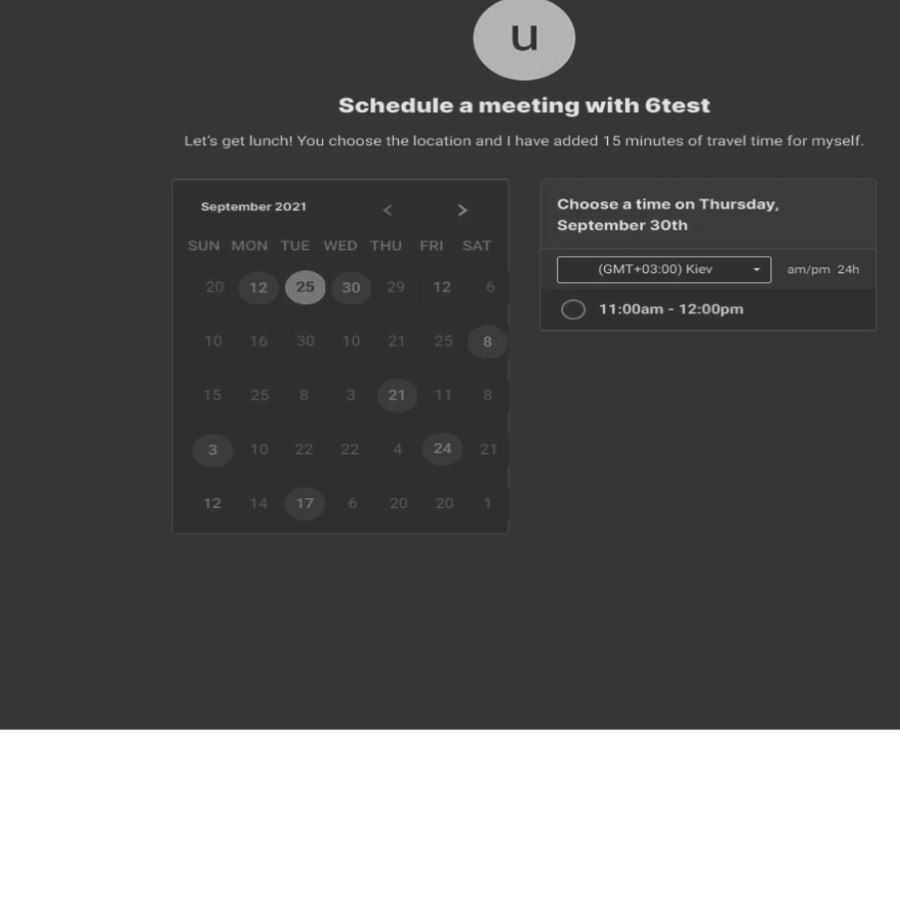 u
Schedule a meeting with 6test
Let's get lunch! You choose the location and I have added 15 minutes of travel time for myself.
September 2021 < >
SUN MON TUE WED THU FRI SAT
20 12 25 30 29 12 6
10 16 30 10 21 25 8
15 25 8 3 21 11 8
3 10 22 22 4 24 21
12 14 17 6 20 20 1
Choose a time on Thursday,
September 30th
(GMT+03:00) Kiev am/pm 24h
11:00am - 12:00pm